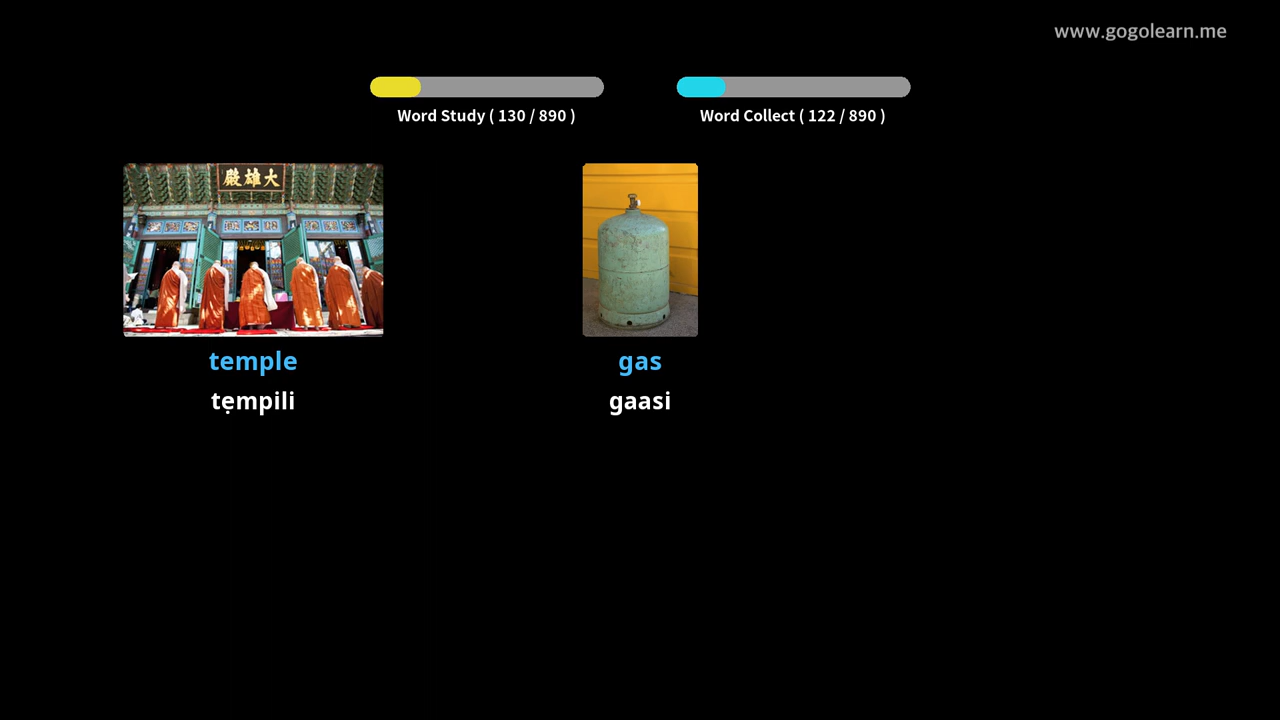 www.gogolearn.me
Word Study ( 130 / 890 )
Word Collect ( 122 / 890 )
殿雄大
temple
gas
tẹmpili
gaasi